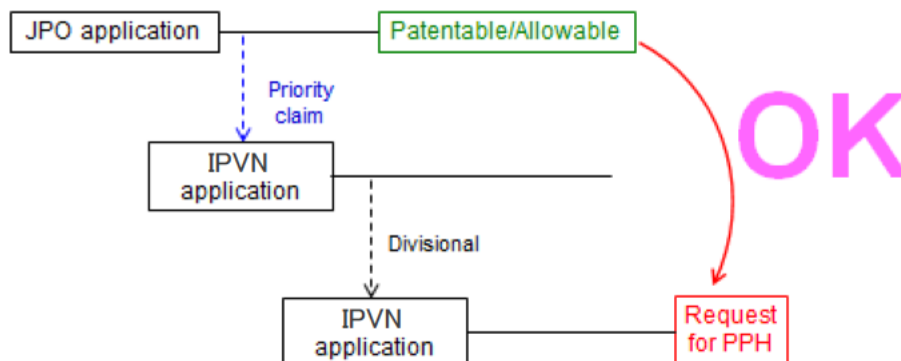 JPO application
Patentable/Allowable
Priority
claim
OK
IPVN
application
Divisional
IPVN
application
Request
for PPH